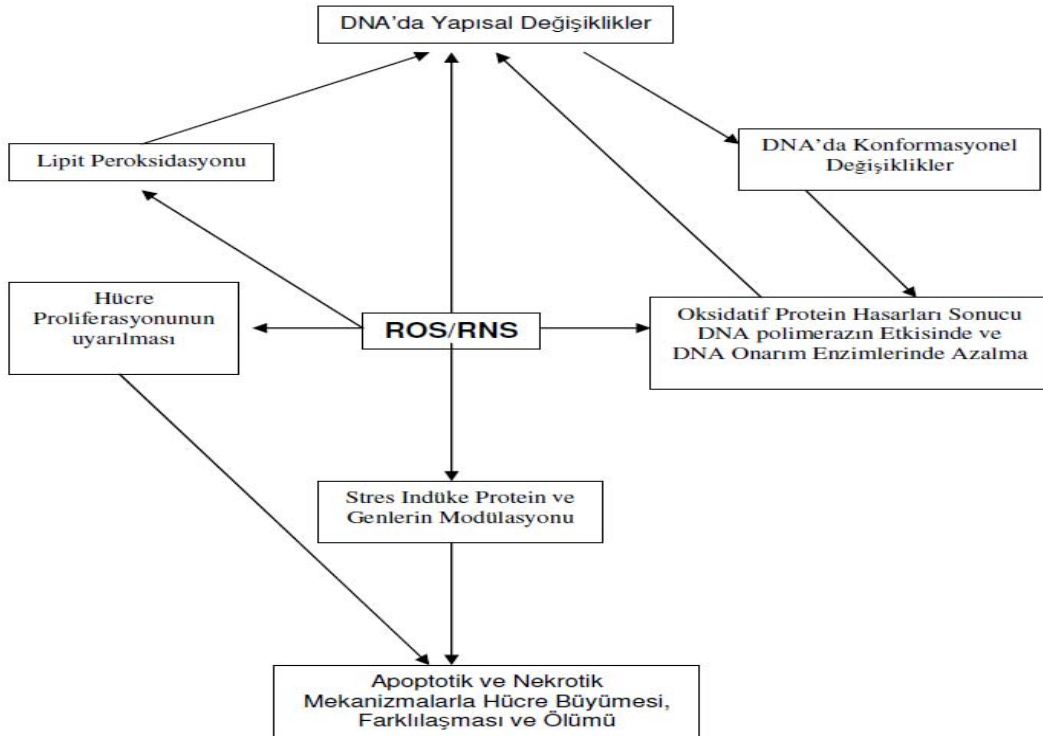 DNA'da Yapısal Değişiklikler
Lipit Peroksidasyonu
DNA'da Konformasyonel
Değişiklikler
Hücre
Proliferasyonunun
uyarılması
ROS/RNS
Oksidatif Protein Hasarları Sonucu
DNA polimerazın Etkisinde ve
DNA Onarım Enzimlerinde Azalma
Stres Indüke Protein ve
Genlerin Modülasyonu
Apoptotik ve Nekrotik
Mekanizmalarla Hücre Büyümesi,
Farklılaşması ve Ölümü